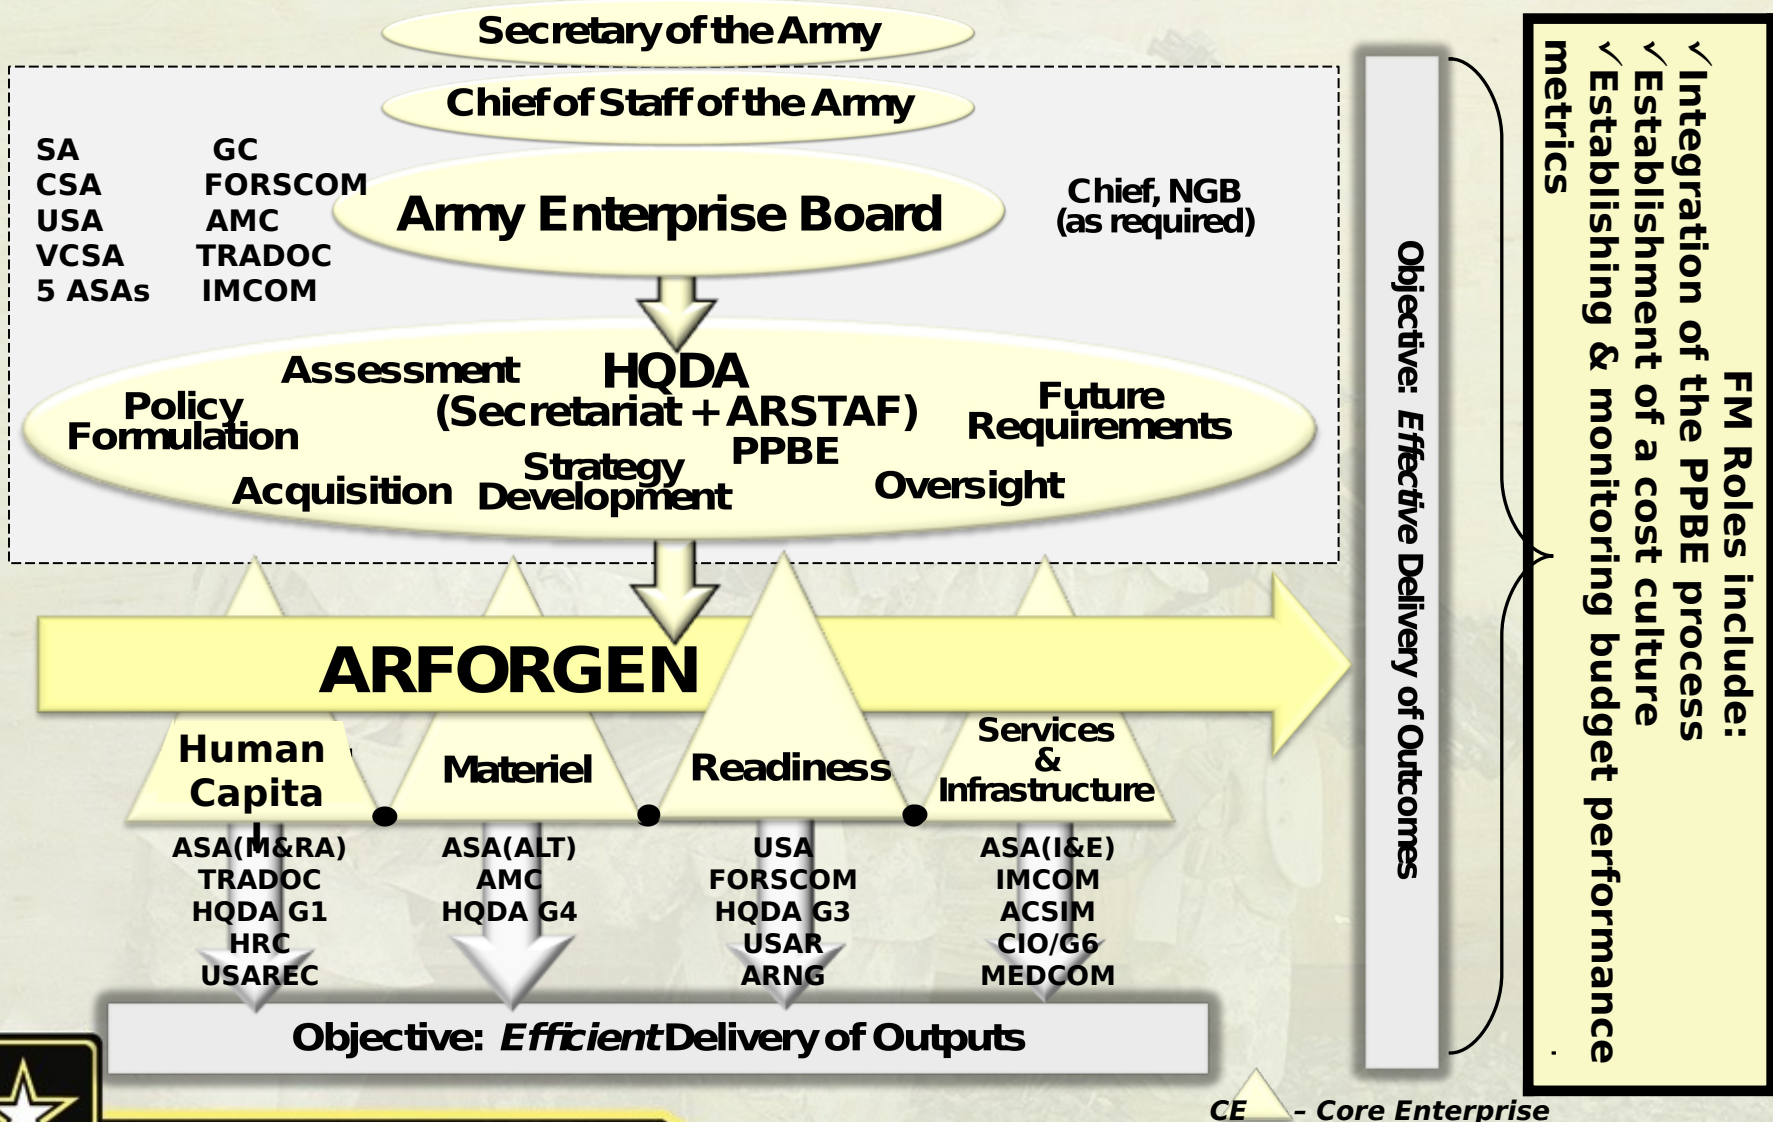 Secretary of the Army
Chief of Staff of the Army
SA GC
CSA FORSCOM
USA AMC
VCSA TRADOC
5 ASAs IMCOM
Army Enterprise Board
Chief, NGB
(as required)
HQDA
(Secretariat + ARSTAF)
Assessment
Policy
Formulation
Acquisition
Strategy
Development
PPBE
Future
Requirements
Oversight
ARFORGEN
Human
Capita
l
Materiel
Readiness
Services
&
Infrastructure
ASA(M&RA)
TRADOC
HQDA G1
HRC
USAREC
ASA(ALT)
AMC
HQDA G4
USA
FORSCOM
HQDA G3
USAR
ARNG
ASA(I&E)
IMCOM
ACSIM
CIO/G6
MEDCOM
Objective: Efficient Delivery of Outputs
Objective: Effective Delivery of Outcomes
FM Roles include:
✓ Integration of the PPBE process
✓ Establishment of a cost culture
✓ Establishing & monitoring budget performance
metrics
.
CE – Core Enterprise